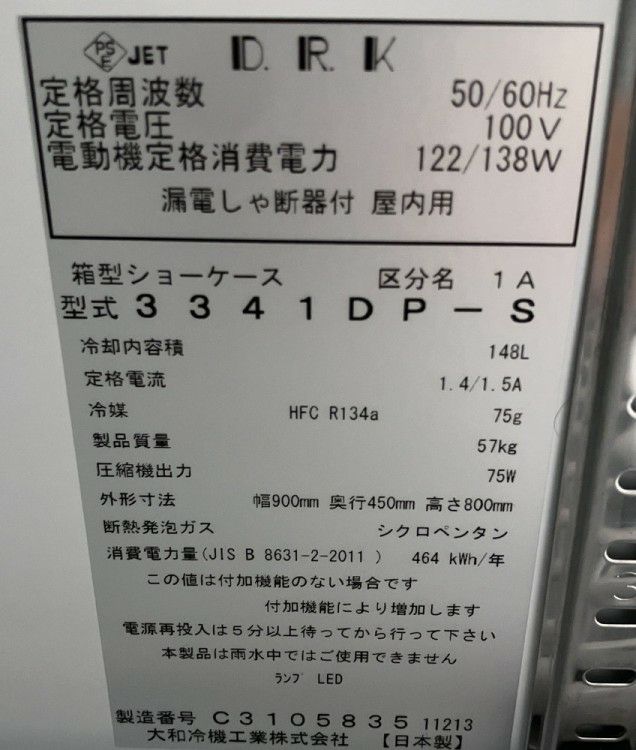 PSE JET D.R.K
定格周波数 50/60Hz
定格電圧 100V
電動機定格消費電力 122/138W
漏電しゃ断器付 屋内用
箱型ショーケース 区分名 1A
型式 3341DP-S
冷却内容積 148L
定格電流 1.4/1.5A
冷媒 HFC R134a 75g
製品質量 57kg
圧縮機出力 75W
外形寸法 幅900mm 奥行450mm 高さ800mm
断熱発泡ガス シクロペンタン
消費電力量(JIS B 8631-2-2011 ) 464 kWh/年
この値は付加機能のない場合です
付加機能により増加します
電源再投入は5分以上待ってから行って下さい
本製品は雨水中ではご使用できません
ランプ LED
製造番号 C3105835 11213
大和冷機工業株式会社 【日本製】